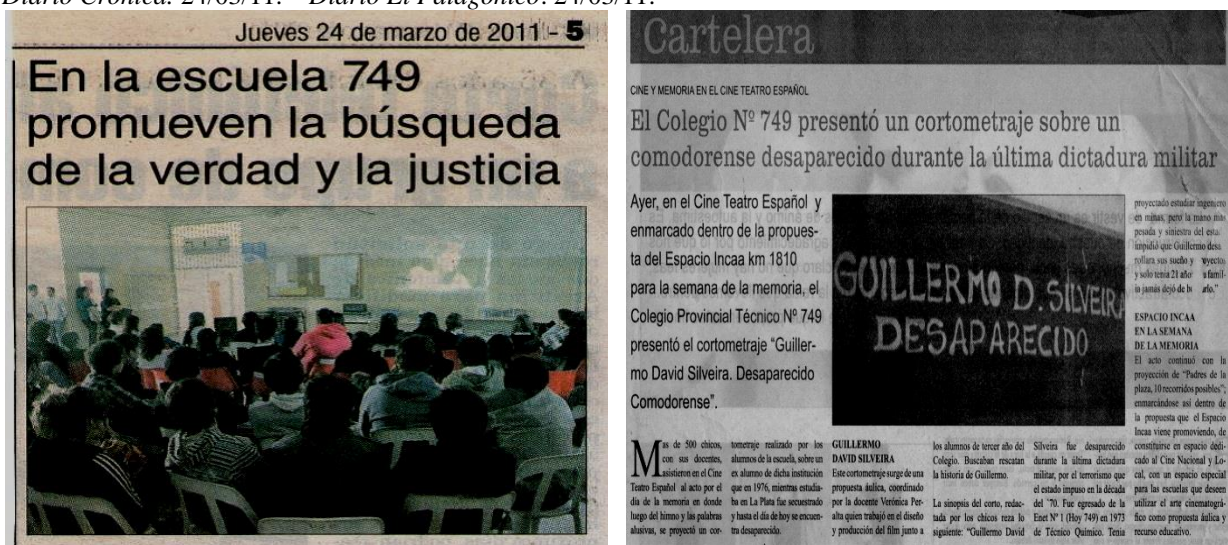 Diario Crónica: 24/03/11. Diario El Patagónico: 24/03/11.
Jueves 24 de marzo de 2011 - 5
En la escuela 749
promueven la búsqueda
de la verdad y la justicia
Cartelera
CINE Y MEMORIA EN EL CINE TEATRO ESPAÑOL
El Colegio Nº 749 presentó un cortometraje sobre un
comodorense desaparecido durante la última dictadura militar
Ayer, en el Cine Teatro Español y
enmarcado dentro de la propues-
ta del Espacio Incaa km 1810
para la semana de la memoria, el
Colegio Provincial Técnico Nº 749
presentó el cortometraje "Guiller-
mo David Silveira. Desaparecido
Comodorense".
GUILLERMO D. SILVEIRA
DESAPARECIDO
Mas de 500 chicos,
con sus docentes,
asistieron en el Cine
Teatro Español al acto por el
día de la memoria en donde
luego del himno y las palabras
alusivas, se proyectó un cor-
tometraje realizado por los
alumnos de la escuela, sobre un
ex alumno de dicha institución
que en 1976, mientras estudia-
ba en La Plata fue secuestrado
y hasta el día de hoy se encuen-
tra desaparecido.
GUILLERMO
DAVID SILVEIRA
Este cortometraje surge de una
propuesta áulica, coordinado
por la docente Verónica Per-
alta quien trabajó en el diseño
y producción del film junto a
los alumnos de tercer año del
Colegio. Buscaban rescatan
la historia de Guillermo.
La sinopsis del corto, redac-
tada por los chicos reza lo
siguiente: "Guillermo David
Silveira fue desaparecido
durante la última dictadura
militar, por el terrorismo que
el estado impuso en la década
del '70. Fue egresado de la
Enet Nº 1 (Hoy 749) en 1973
de Técnico Químico. Tenía
proyectado estudiar ingeniero
en minas, pero la mano más
pesada y siniestra del
impidió que Guillermo desa
rollara sus sueño y
y solo tenía 21 año famil-
ia jamás dejó de
ESPACIO INCAA
EN LA SEMANA
DE LA MEMORIA
El acto continuó con la
proyección de "Padres de la
plaza, 10 recorridos posibles";
enmarcándose así dentro de
la propuesta que el Espacio
Incaa viene promoviendo, de
constituirse en espacio dedi-
cado al Cine Nacional y Lo-
cal, con un espacio especial
para las escuelas que deseen
utilizar el arte cinematográ-
fico como propuesta áulica y
recurso educativo.